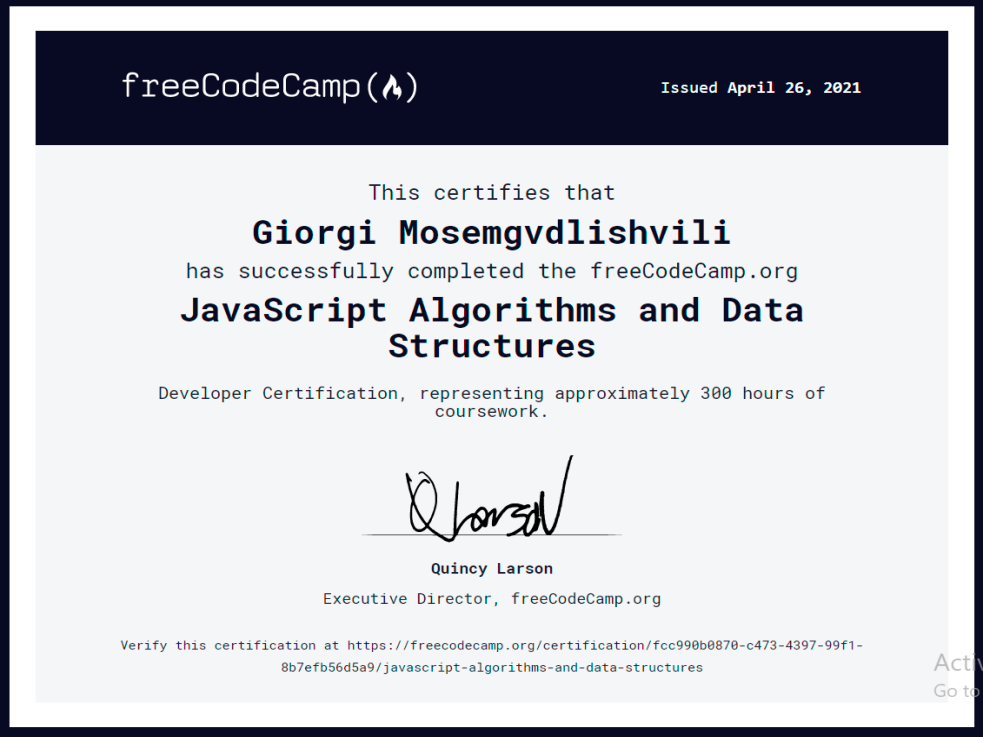 freeCodeCamp(🔥)
Issued April 26, 2021
This certifies that
Giorgi Mosemgvdlishvili
has successfully completed the freeCodeCamp.org
JavaScript Algorithms and Data
Structures
Developer Certification, representing approximately 300 hours of
coursework.
Q Larson
Quincy Larson
Executive Director, freeCodeCamp.org
Verify this certification at https://freecodecamp.org/certification/fcc990b0870-c473-4397-99f1-
8b7efb56d5a9/javascript-algorithms-and-data-structures
Go to